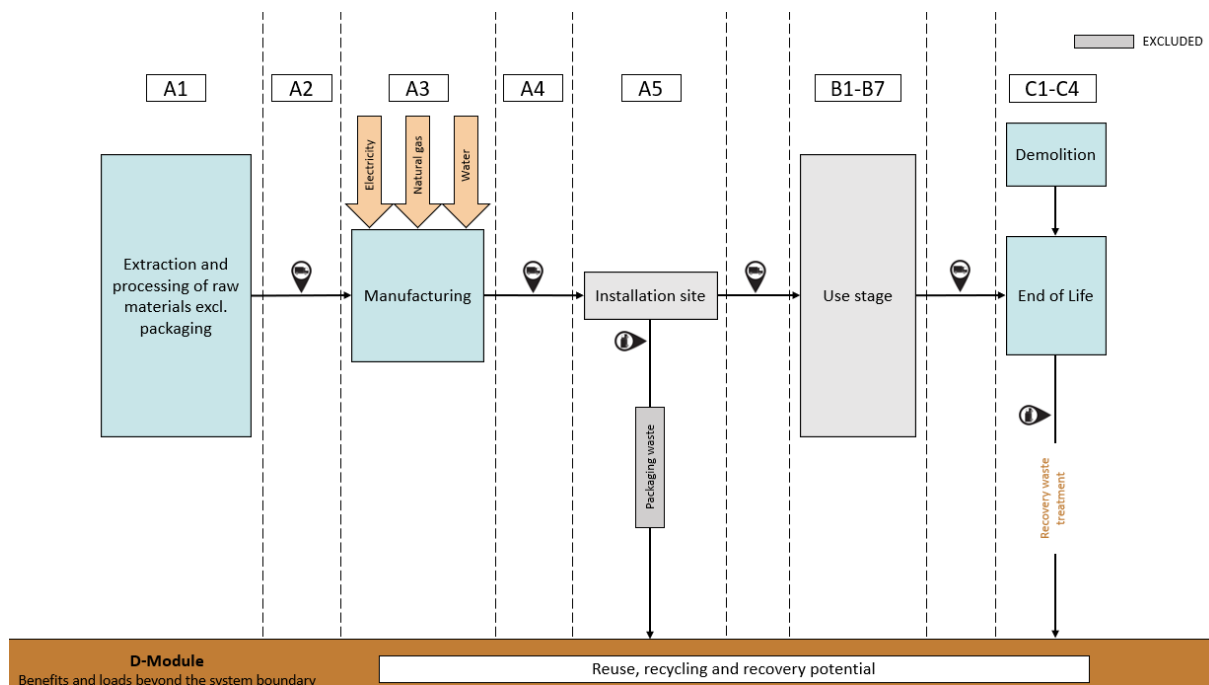 EXCLUDED
A1
A2
A3
A4
A5
B1-B7
C1-C4
Electricity
Natural gas
Water
Demolition
Extraction and
processing of raw
materials excl.
packaging
Manufacturing
Installation site
Use stage
End of Life
Packaging waste
Recovery waste
treatment
D-Module
Benefits and loads beyond the system boundary
Reuse, recycling and recovery potential